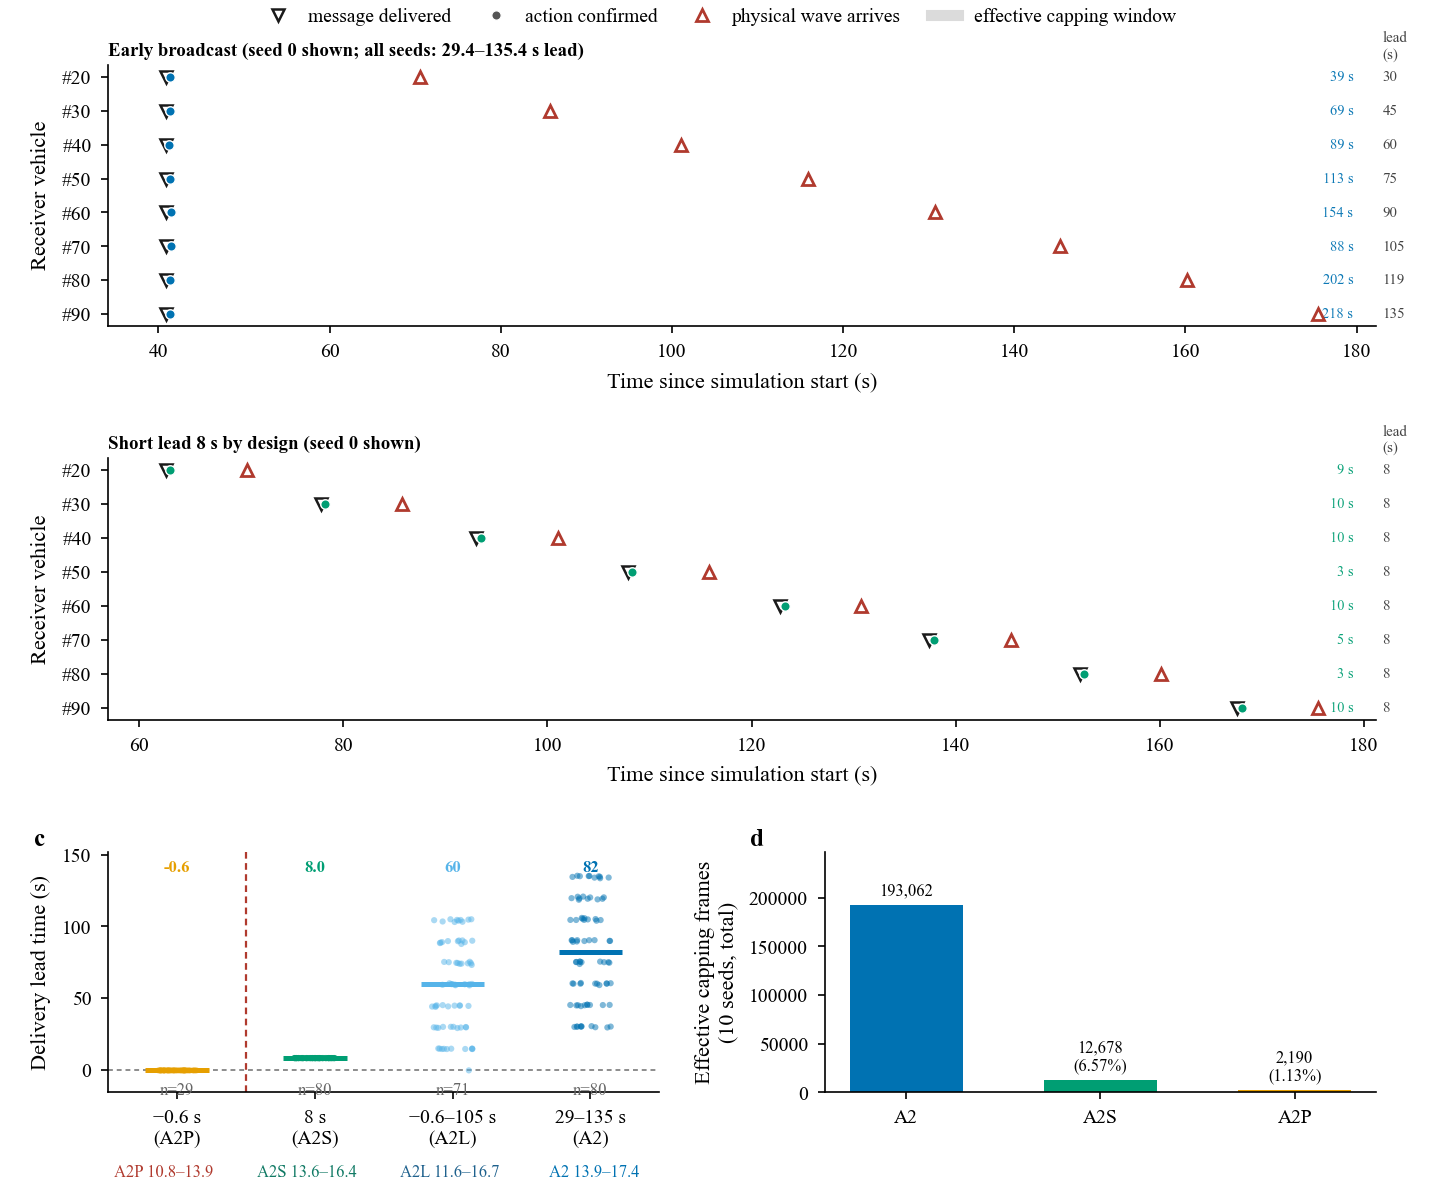 message delivered action confirmed physical wave arrives effective capping window
Early broadcast (seed 0 shown; all seeds: 29.4–135.4 s lead)
lead
(s)
Receiver vehicle
#20 39 s 30
#30 69 s 45
#40 89 s 60
#50 113 s 75
#60 154 s 90
#70 88 s 105
#80 202 s 119
#90 218 s 135
40 60 80 100 120 140 160 180
Time since simulation start (s)
Short lead 8 s by design (seed 0 shown)
lead
(s)
Receiver vehicle
#20 9 s 8
#30 10 s 8
#40 10 s 8
#50 3 s 8
#60 10 s 8
#70 5 s 8
#80 3 s 8
#90 10 s 8
60 80 100 120 140 160 180
Time since simulation start (s)
c
Delivery lead time (s)
150
100
50
0
-0.6 8.0 60 82
n=29 n=80 n=71 n=80
−0.6 s 8 s −0.6–105 s 29–135 s
(A2P) (A2S) (A2L) (A2)
A2P 10.8–13.9 A2S 13.6–16.4 A2L 11.6–16.7 A2 13.9–17.4
d
Effective capping frames
(10 seeds, total)
200000
150000
100000
50000
0
193,062
12,678
(6.57%)
2,190
(1.13%)
A2 A2S A2P